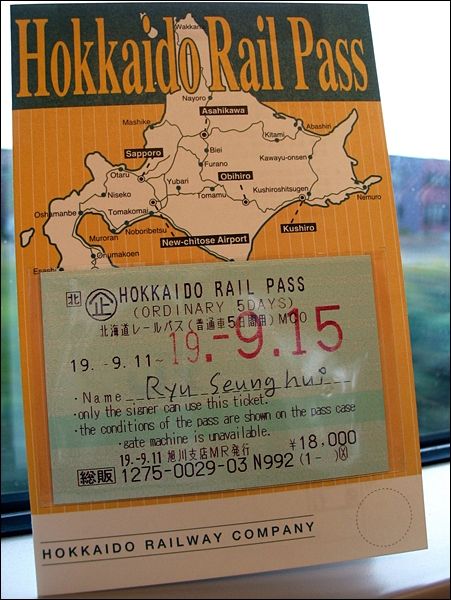 Hokkaido Rail Pass
Wakkanai
Nayoro
Asahikawa
Mashike
Abashiri
Kitami
Sapporo
Biei
Kawayu-onsen
Otaru
Furano
Obihiro
Yubari
Niseko
Tomamu
Kushiroshitsugen
Oshamanbe
Tomakomai
Nemuro
Noboribetsu
Muroran
New-chitose Airport
Kushiro
Onumakoen
Esashi
北 企 HOKKAIDO RAIL PASS
(ORDINARY 5DAYS)
北海道レールパス(普通車5日間用) MCO
19.-9.11~ 19.-9.15
・Name Ryu Seung hui
・only the signer can use this ticket.
・the conditions of the pass are shown on the pass case
・gate machine is unavailable.
19.-9.11 旭川支店MR発行 ¥18,000
総販 1275-0029-03 N992 (1- )
HOKKAIDO RAILWAY COMPANY